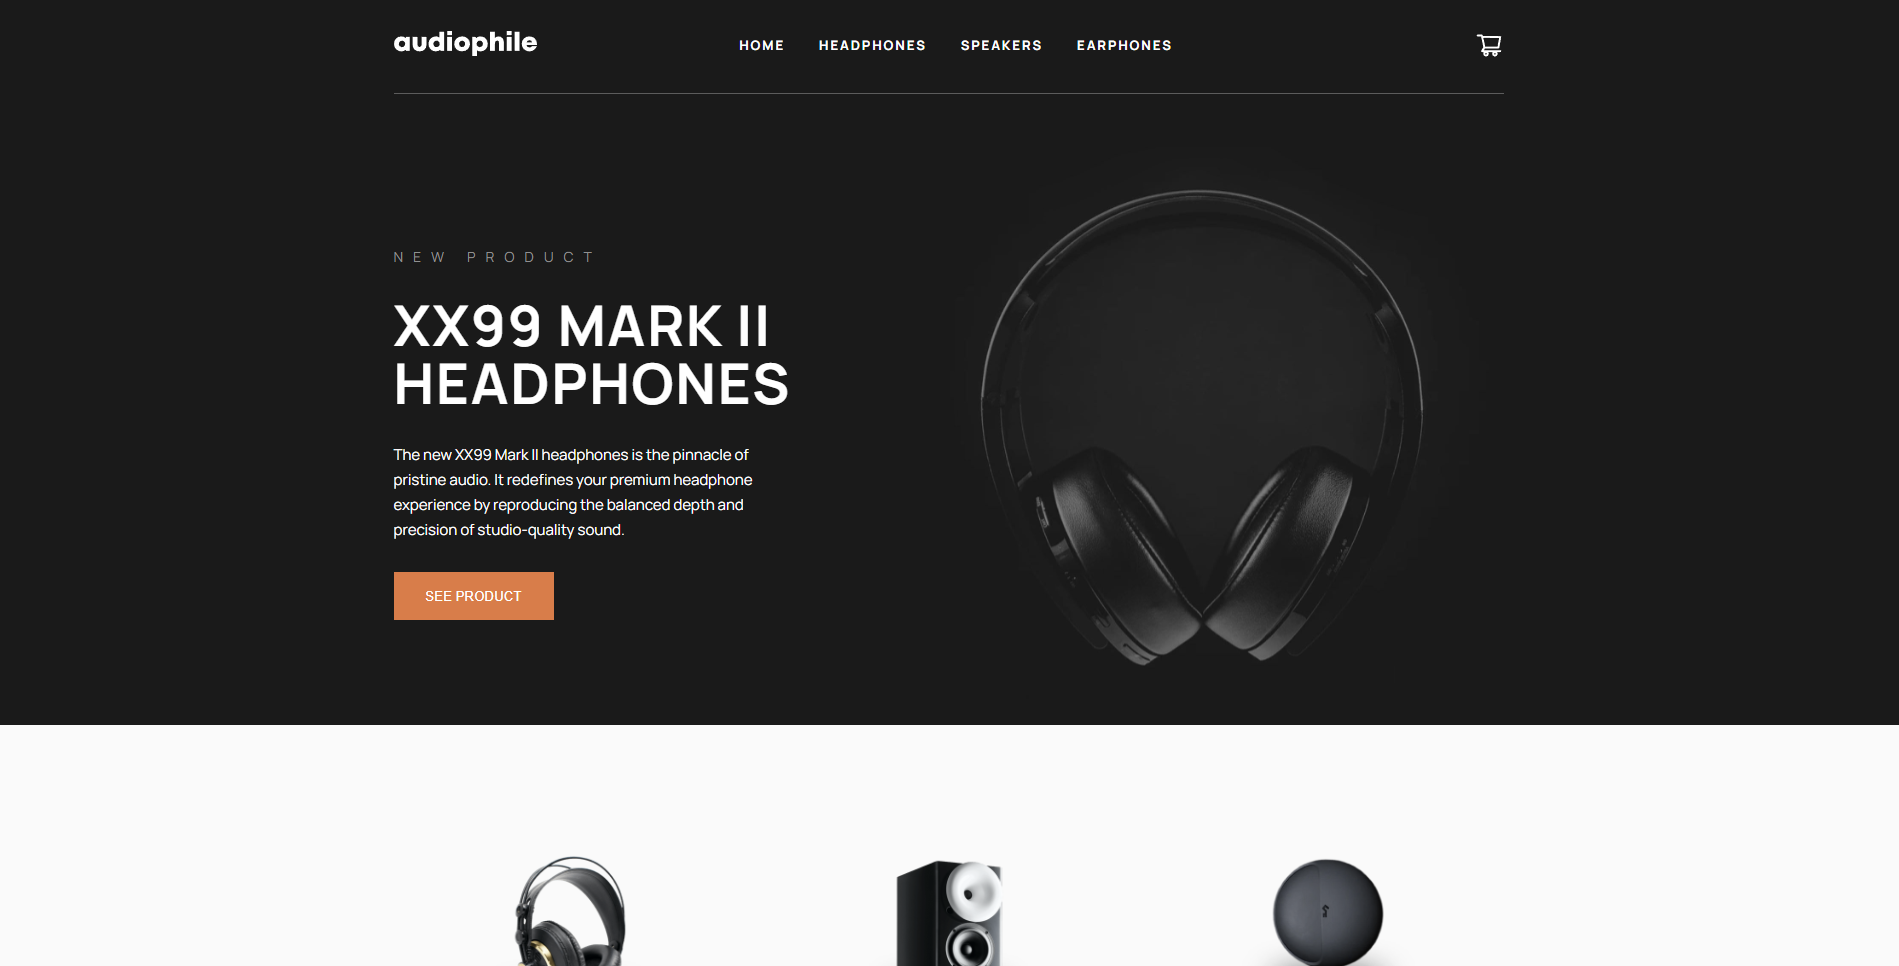 audiophile
HOME HEADPHONES SPEAKERS EARPHONES
NEW PRODUCT
XX99 MARK II
HEADPHONES
The new XX99 Mark II headphones is the pinnacle of
pristine audio. It redefines your premium headphone
experience by reproducing the balanced depth and
precision of studio-quality sound.
SEE PRODUCT